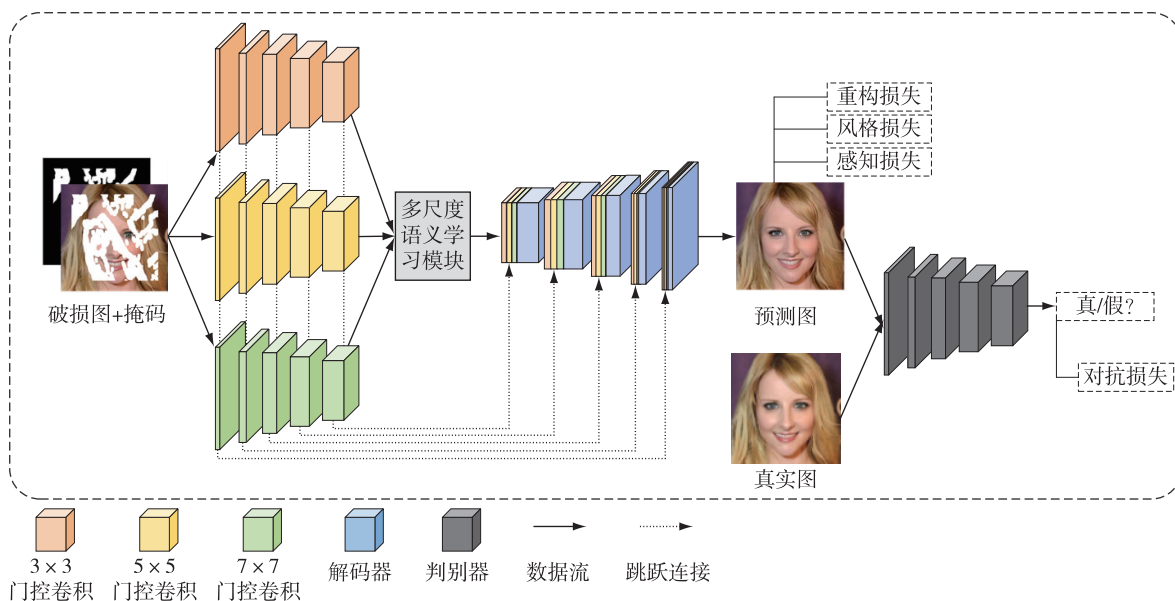 重构损失
风格损失
感知损失
多尺度
语义学
习模块
破损图+掩码
预测图
真/假?
对抗损失
真实图
3×3
门控卷积
5×5
门控卷积
7×7
门控卷积
解码器
判别器
数据流
跳跃连接